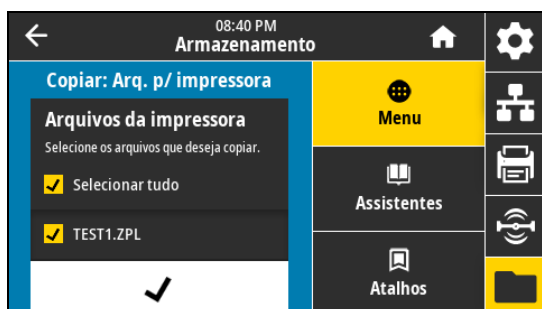 08:40 PM
Armazenamento
Copiar: Arq. p/ impressora
Arquivos da impressora
Selecione os arquivos que deseja copiar.
Selecionar tudo
TEST1.ZPL
Menu
Assistentes
Atalhos